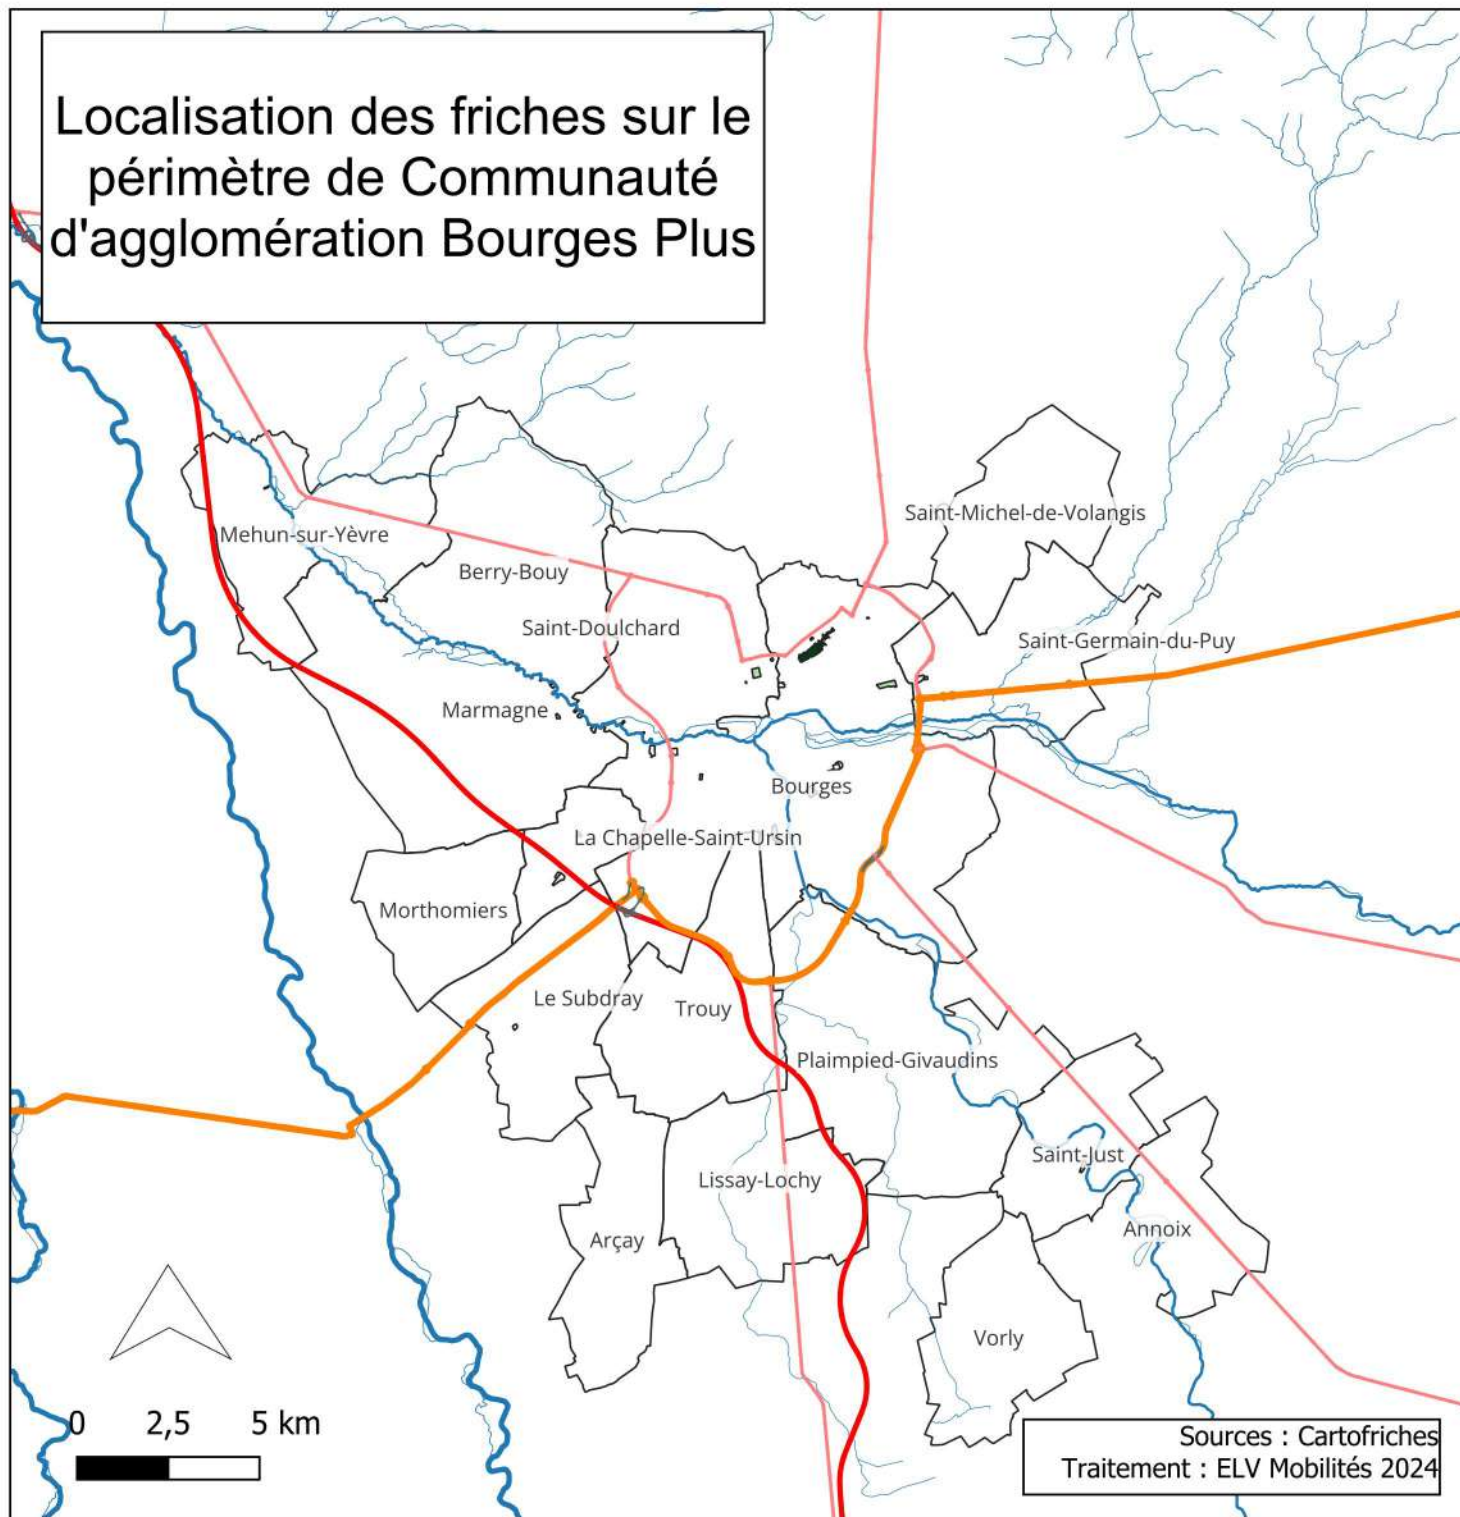 Localisation des friches sur le
périmètre de Communauté
d'agglomération Bourges Plus
Saint-Michel-de-Volangis
Mehun-sur-Yèvre
Berry-Bouy
Saint-Doulchard
Saint-Germain-du-Puy
Marmagne
Bourges
La Chapelle-Saint-Ursin
Morthomiers
Le Subdray
Trouy
Plaimpied-Givaudins
Saint-Just
Lissay-Lochy
Annoix
Arçay
Vorly
0 2,5 5 km
Sources : Cartofriches
Traitement : ELV Mobilités 2024